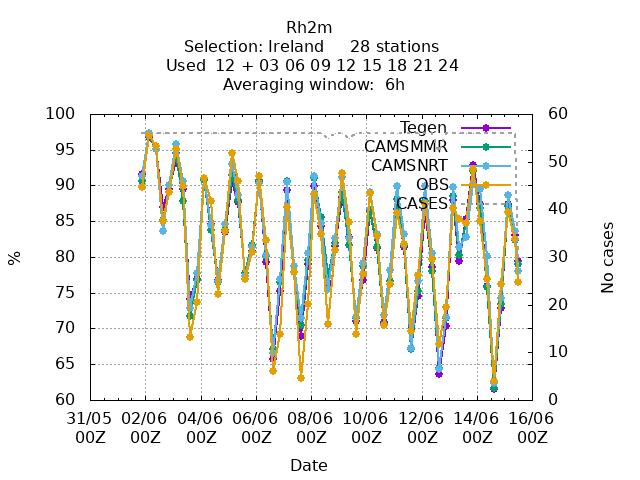 Rh2m
Selection: Ireland 28 stations
Used 12 + 03 06 09 12 15 18 21 24
Averaging window: 6h
100
95
90
85
80
75
70
65
60
%
60
50
40
30
20
10
0
No cases
Tegen
CAMSMMR
CAMSNRT
OBS
CASES
31/05 02/06 04/06 06/06 08/06 10/06 12/06 14/06 16/06
00Z 00Z 00Z 00Z 00Z 00Z 00Z 00Z 00Z
Date